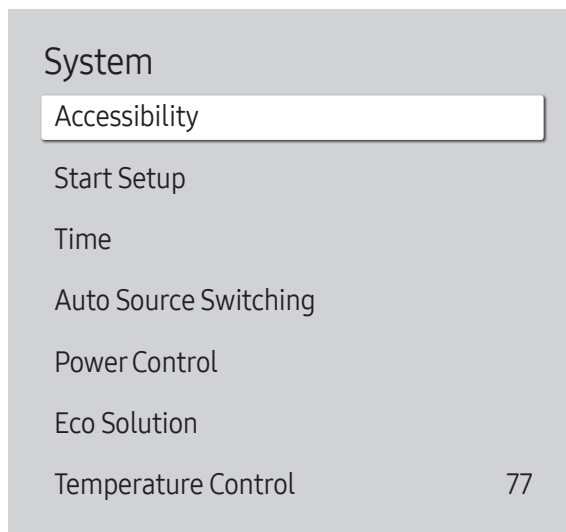 System
Accessibility
Start Setup
Time
Auto Source Switching
Power Control
Eco Solution
Temperature Control 77